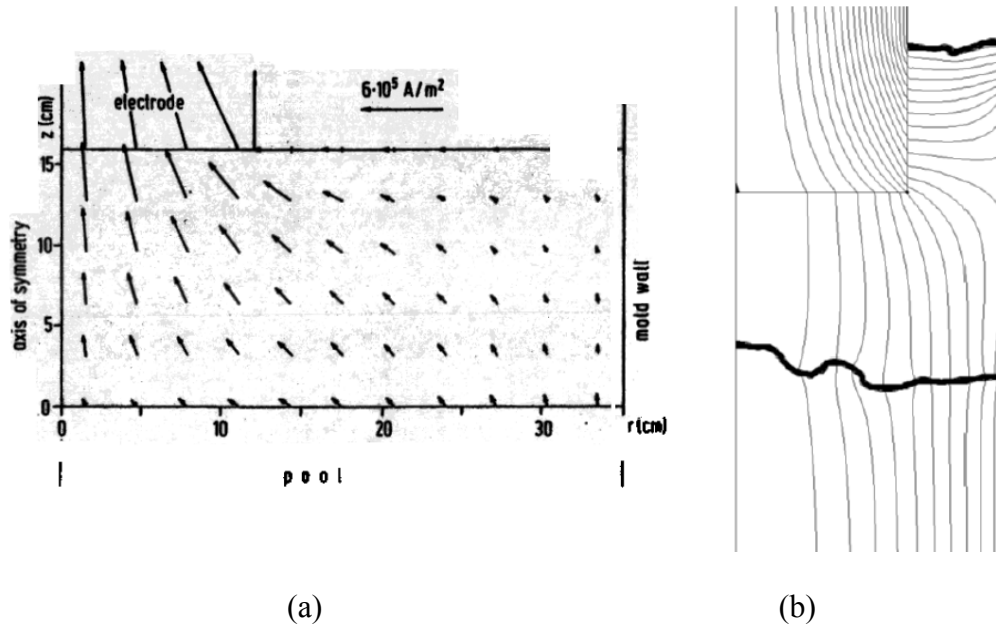 electrode
6·10⁵ A/m²
z (cm)
15
10
5
0
axis of symmetry
mold wall
0
10
20
30
r(cm)
pool
(a)
(b)